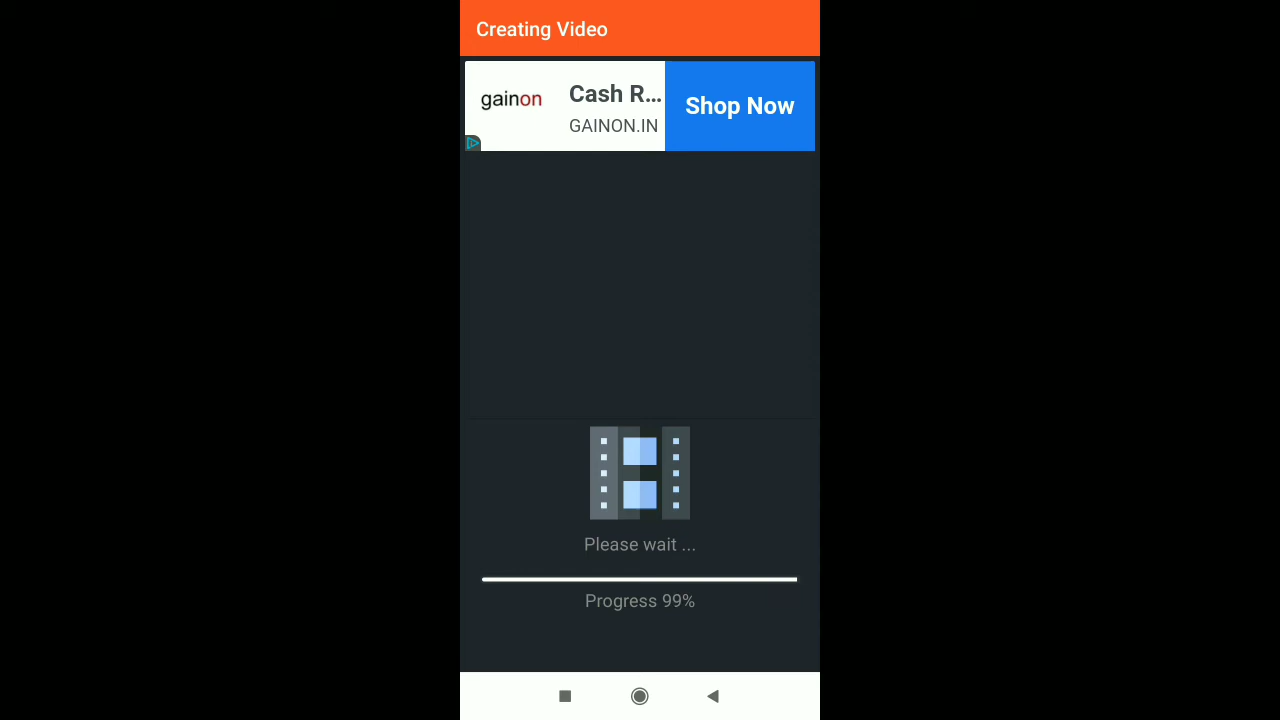 Creating Video
gainon
Cash R...
GAINON.IN
Shop Now
Please wait ...
Progress 99%